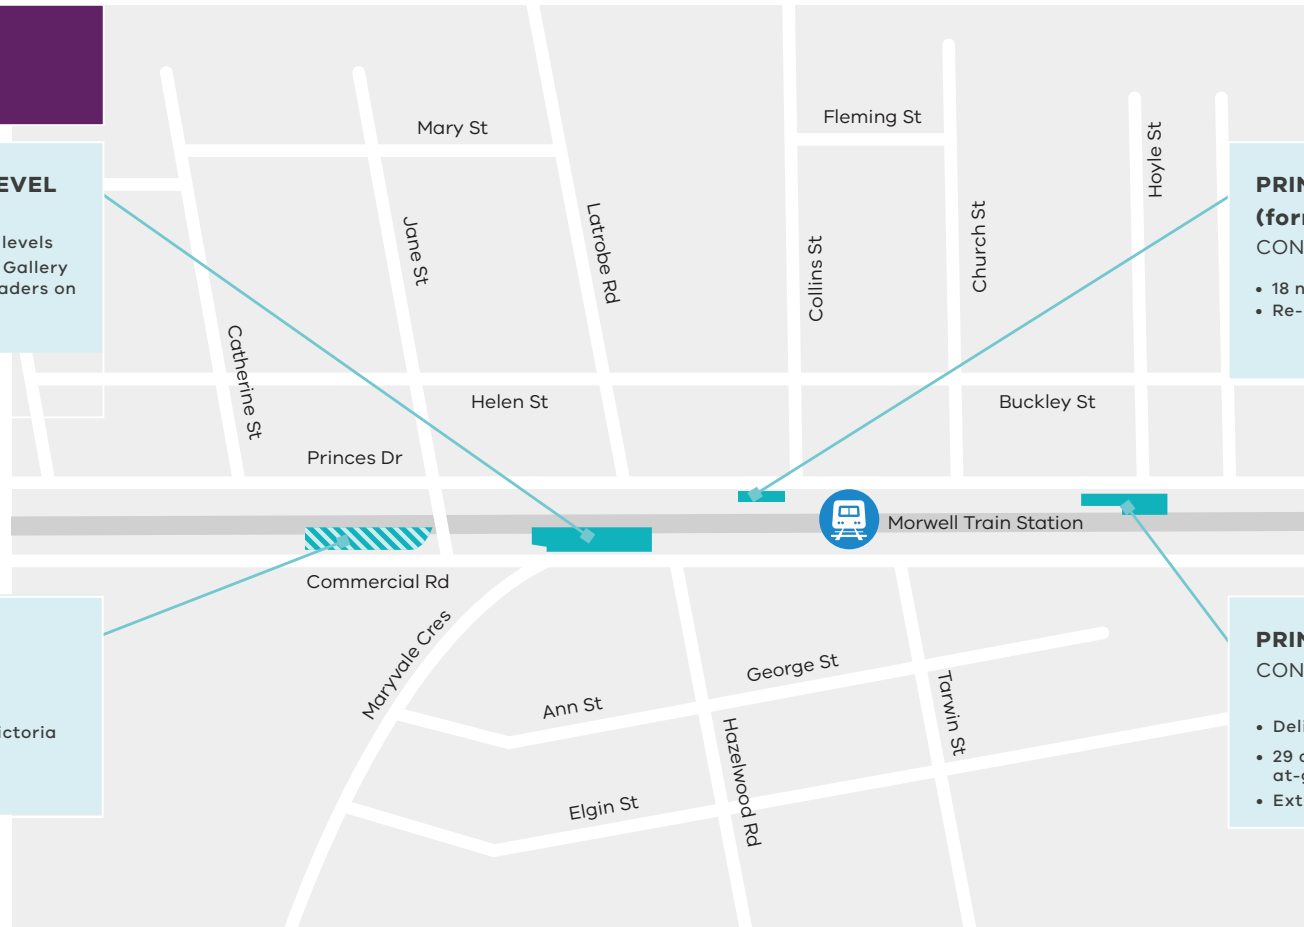 Fleming St
Mary St
Hoyle St
EVEL
levels
Gallery
aders on
PRIN
(for
CON
• 18 n
• Re-
Jane St
Latrobe Rd
Collins St
Church St
Catherine St
Helen St
Buckley St
Princes Dr
Morwell Train Station
Commercial Rd
Maryvale Cres
Ann St
George St
Tarwin St
Hazelwood Rd
Elgin St
ictoria
PRIN
CON
• Deli
• 29
at-
• Ext